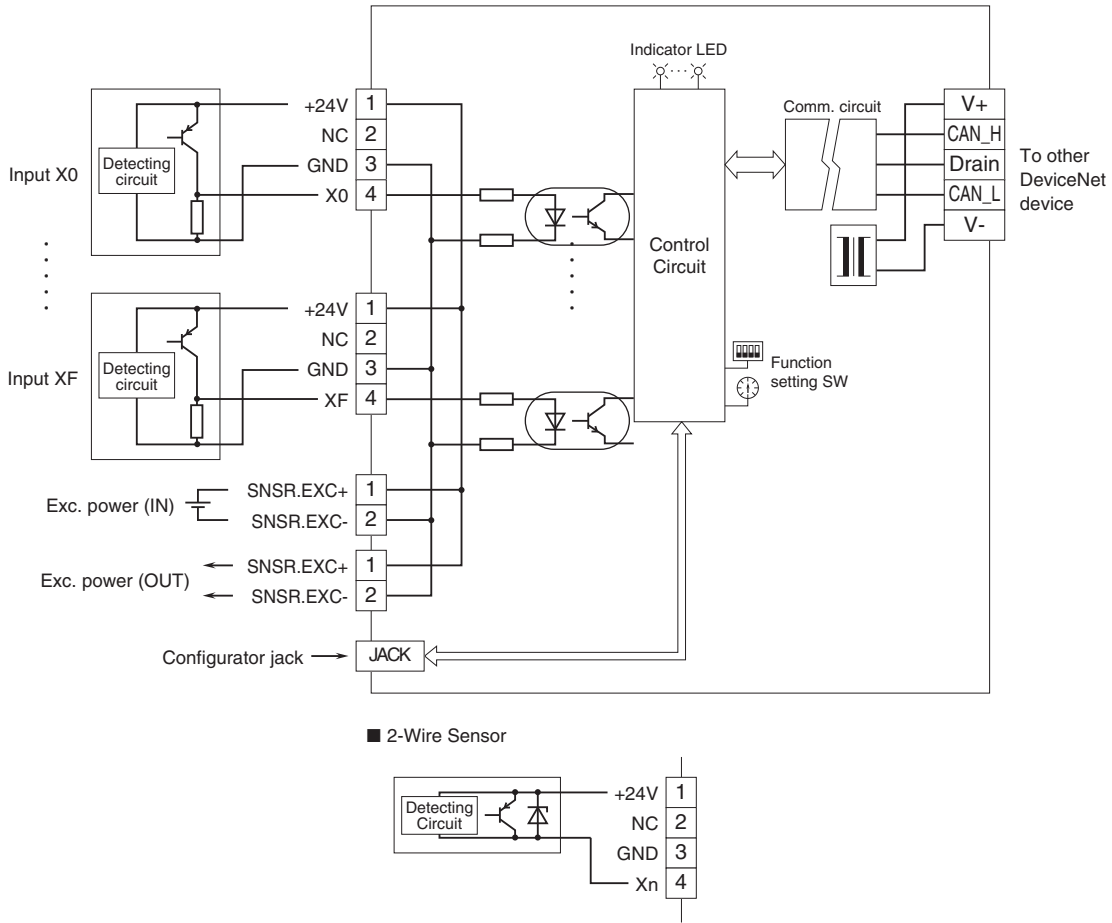 Indicator LED
Input X0
Detecting
circuit
+24V 1
NC 2
GND 3
X0 4
Control
Circuit
Comm. circuit
V+
CAN_H
Drain
CAN_L
V-
To other
DeviceNet
device
Input XF
Detecting
circuit
+24V 1
NC 2
GND 3
XF 4
Function
setting SW
Exc. power (IN)
SNSR.EXC+ 1
SNSR.EXC- 2
Exc. power (OUT)
SNSR.EXC+ 1
SNSR.EXC- 2
Configurator jack
JACK
■ 2-Wire Sensor
Detecting
Circuit
+24V 1
NC 2
GND 3
Xn 4